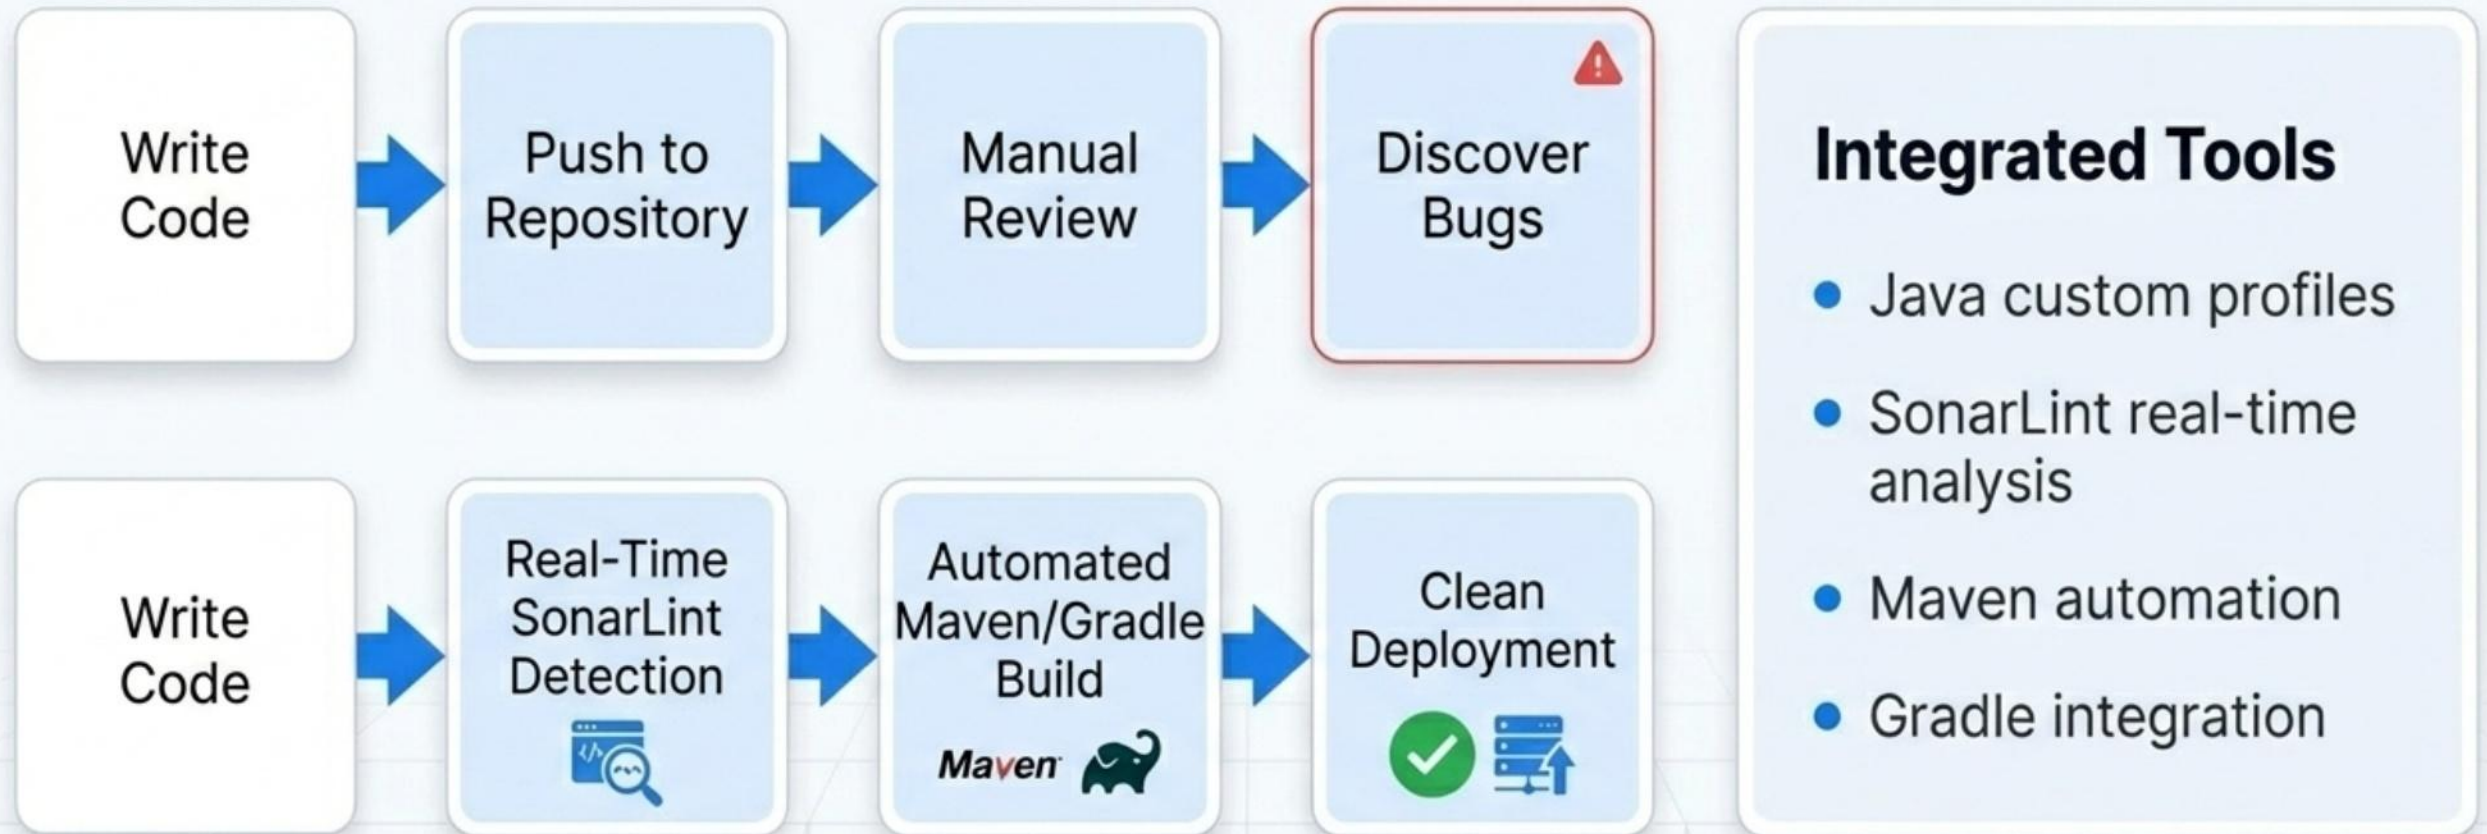 Write
Code
Push to
Repository
Manual
Review
Discover
Bugs
Write
Code
Real-Time
SonarLint
Detection
Automated
Maven/Gradle
Build
Maven
Clean
Deployment
Integrated Tools
Java custom profiles
SonarLint real-time
analysis
Maven automation
Gradle integration